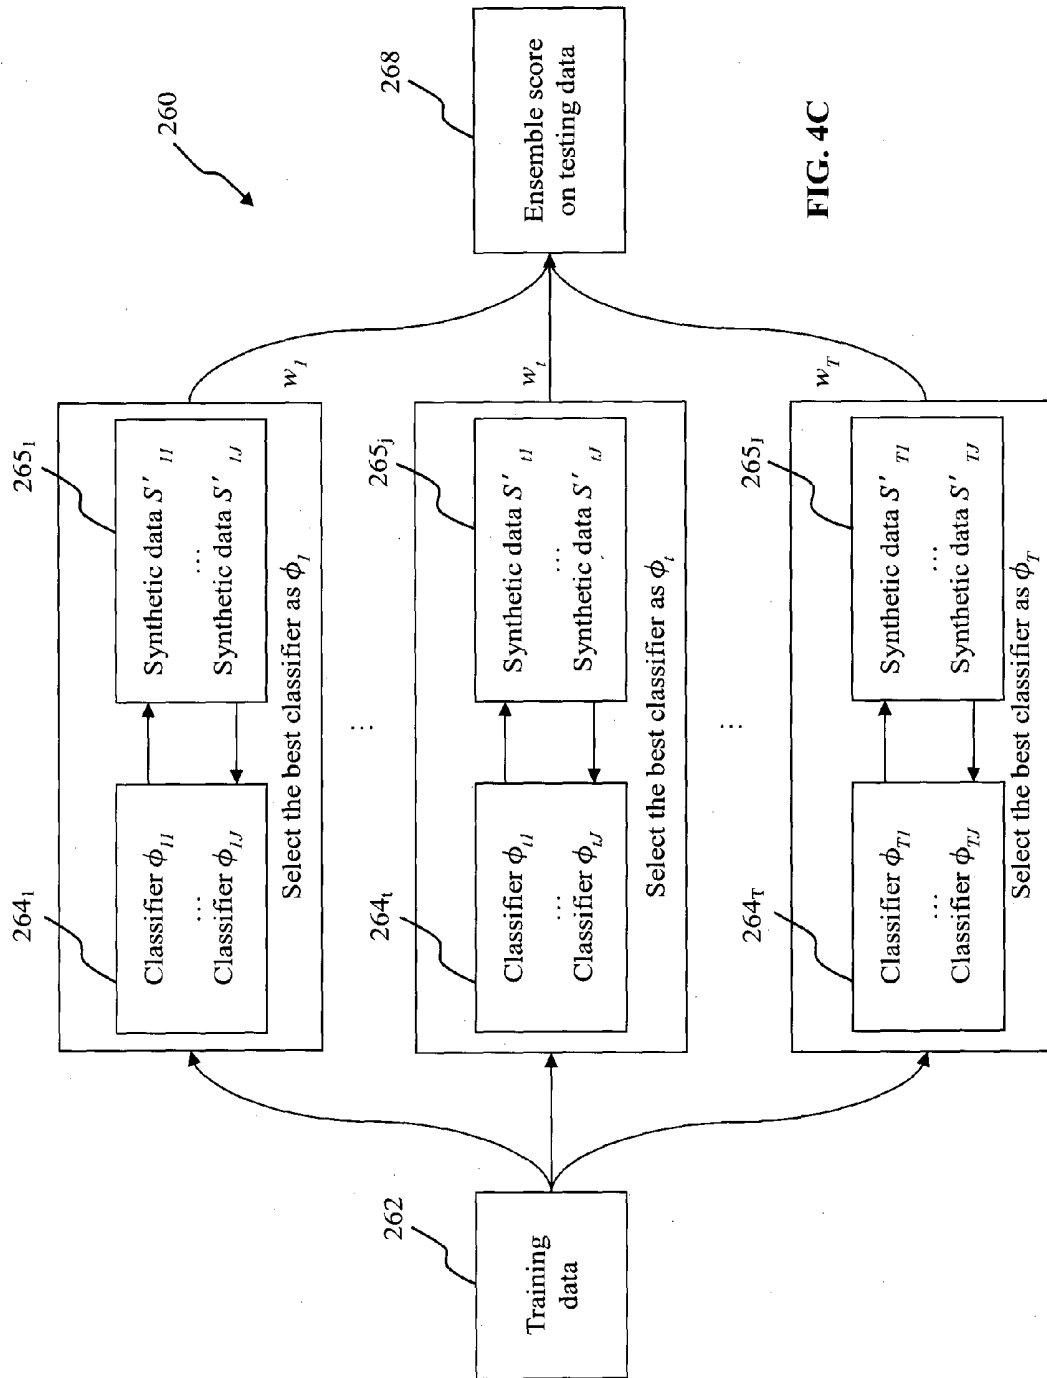 260
262
Training
data
264₁
Classifier ϕ₁₁
...
Classifier ϕ₁J
265₁
Synthetic data S' ₁₁
...
Synthetic data S' ₁J
Select the best classifier as ϕ₁
w₁
⋮
264ₜ
Classifier ϕₜ₁
...
Classifier ϕₜJ
265ⱼ
Synthetic data S' ₜ₁
...
Synthetic data S' ₜJ
Select the best classifier as ϕₜ
wₜ
⋮
264T
Classifier ϕT₁
...
Classifier ϕTJ
265J
Synthetic data S' T₁
...
Synthetic data S' TJ
Select the best classifier as ϕT
wT
268
Ensemble score
on testing data
FIG. 4C